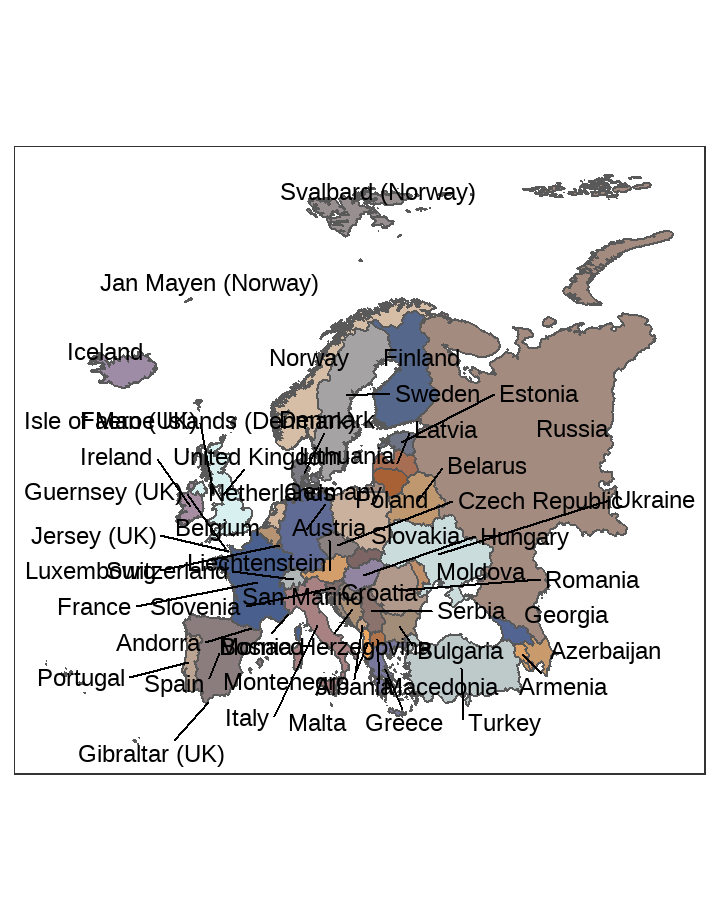 Svalbard (Norway)
Jan Mayen (Norway)
Iceland
Norway
Finland
Sweden
Estonia
Isle of Man (UK)
Faeroe Islands (Denmark)
Denmark
Latvia
Russia
Ireland
United Kingdom
Lithuania
Belarus
Guernsey (UK)
Netherlands
Germany
Poland
Czech Republic
Ukraine
Jersey (UK)
Belgium
Austria
Slovakia
Hungary
Luxembourg
Switzerland
Liechtenstein
Moldova
Romania
France
Slovenia
San Marino
Croatia
Serbia
Georgia
Andorra
Monaco
Bosnia and Herzegovina
Bulgaria
Azerbaijan
Portugal
Spain
Montenegro
Albania
Macedonia
Armenia
Italy
Malta
Greece
Turkey
Gibraltar (UK)